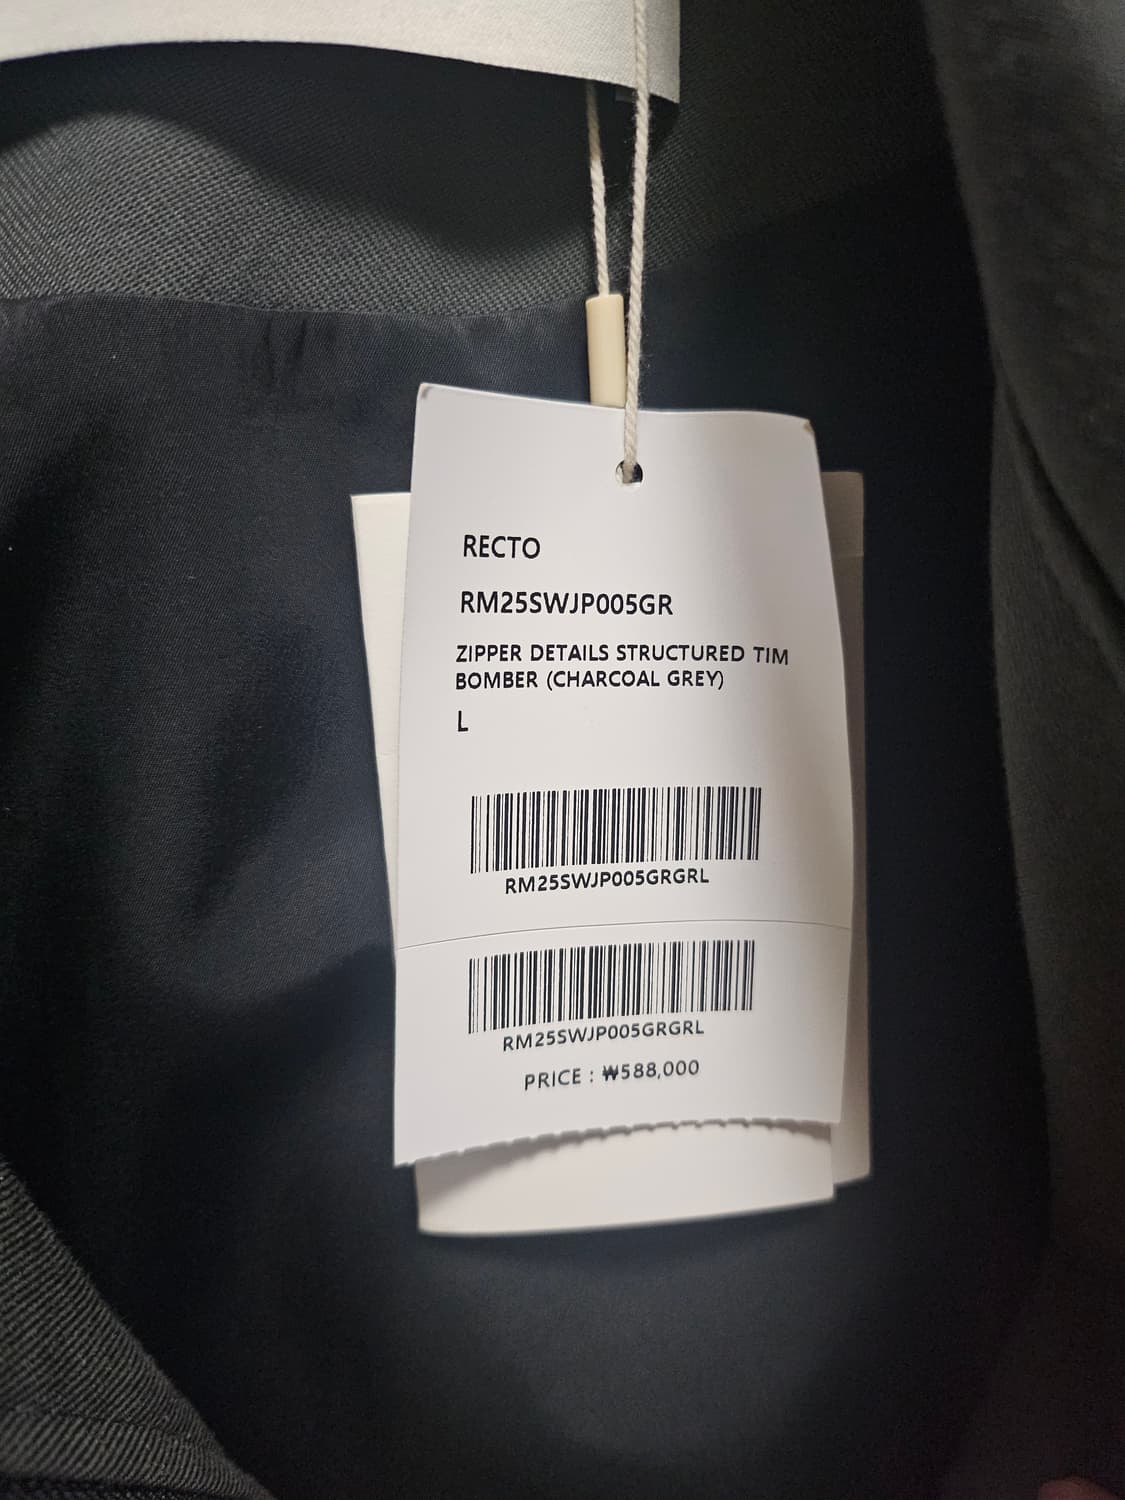 RECTO
RM25SWJP005GR
ZIPPER DETAILS STRUCTURED TIM
BOMBER (CHARCOAL GREY)
L
RM25SWJP005GRGRL
RM25SWJP005GRGRL
PRICE : ₩588,000